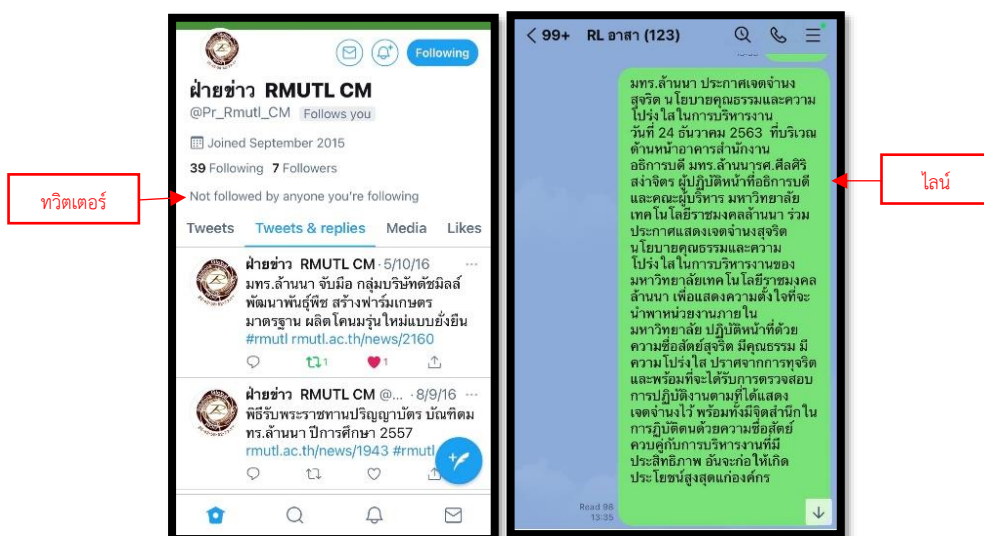 ทวิตเตอร์
Following
ฝ่ายข่าว RMUTL CM
@Pr_Rmutl_CM Follows you
Joined September 2015
39 Following 7 Followers
Not followed by anyone you're following
Tweets Tweets & replies Media Likes
ฝ่ายข่าว RMUTL CM · 5/10/16
มทร.ล้านนา จับมือ กลุ่มบริษัทดัชมิลล์
พัฒนาพันธุ์พืช สร้างฟาร์มเกษตร
มาตรฐาน ผลิตโคนมรุ่นใหม่แบบยั่งยืน
#rmutl rmutl.ac.th/news/2160
1 1
ฝ่ายข่าว RMUTL CM @... · 8/9/16
พิธีรับพระราชทานปริญญาบัตร บัณฑิตม
ทร.ล้านนา ปีการศึกษา 2557
rmutl.ac.th/news/1943 #rmutl
< 99+ RL อาสา (123)
มทร.ล้านนา ประกาศเจตจำนง
สุจริต นโยบายคุณธรรมและความ
โปร่งใสในการบริหารงาน
วันที่ 24 ธันวาคม 2563 ที่บริเวณ
ด้านหน้าอาคารสำนักงาน
อธิการบดี มทร.ล้านนารศ.ศีลศิริ
สง่าจิตร ผู้ปฏิบัติหน้าที่อธิการบดี
และคณะผู้บริหาร มหาวิทยาลัย
เทคโนโลยีราชมงคลล้านนา ร่วม
ประกาศแสดงเจตจำนงสุจริต
นโยบายคุณธรรมและความ
โปร่งใสในการบริหารงานของ
มหาวิทยาลัยเทคโนโลยีราชมงคล
ล้านนา เพื่อแสดงความตั้งใจที่จะ
นำพาหน่วยงานภายใน
มหาวิทยาลัย ปฏิบัติหน้าที่ด้วย
ความซื่อสัตย์สุจริต มีคุณธรรม มี
ความโปร่งใส ปราศจากการทุจริต
และพร้อมที่จะได้รับการตรวจสอบ
การปฏิบัติงานตามที่ได้แสดง
เจตจำนงไว้ พร้อมทั้งมีจิตสำนึกใน
การฏิบัติตนด้วยความซื่อสัตย์
ควบคู่กับการบริหารงานที่มี
ประสิทธิภาพ อันจะก่อให้เกิด
ประโยชน์สูงสุดแก่องค์กร
Read 98
13:35
ไลน์